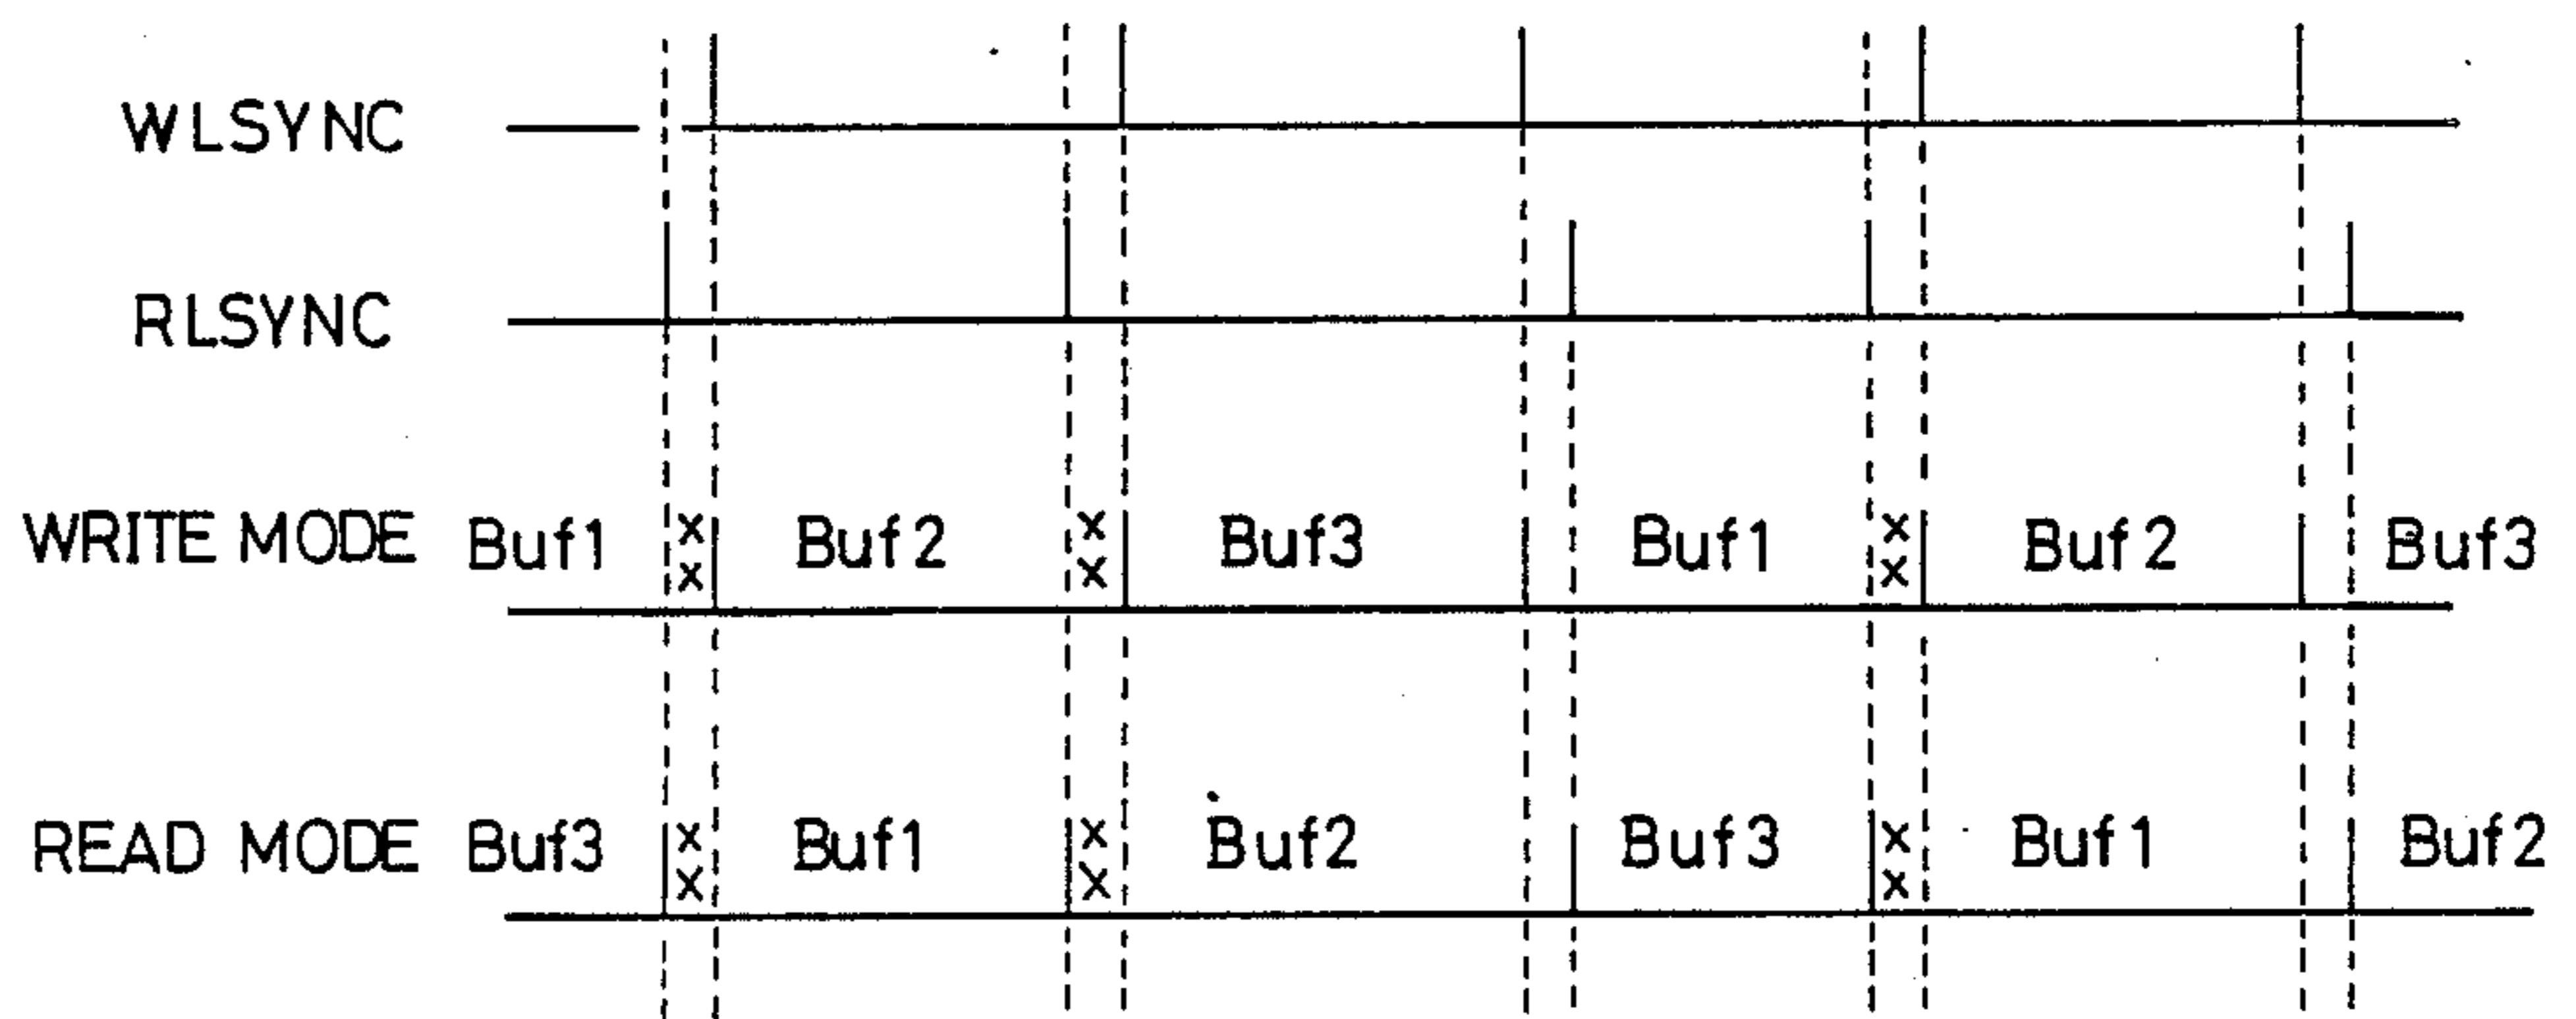 WLSYNC
RLSYNC
WRITE MODE Buf1 x x Buf2 x x Buf3 Buf1 x x Buf2 Buf3
READ MODE Buf3 x x Buf1 x x Buf2 Buf3 x x Buf1 Buf2